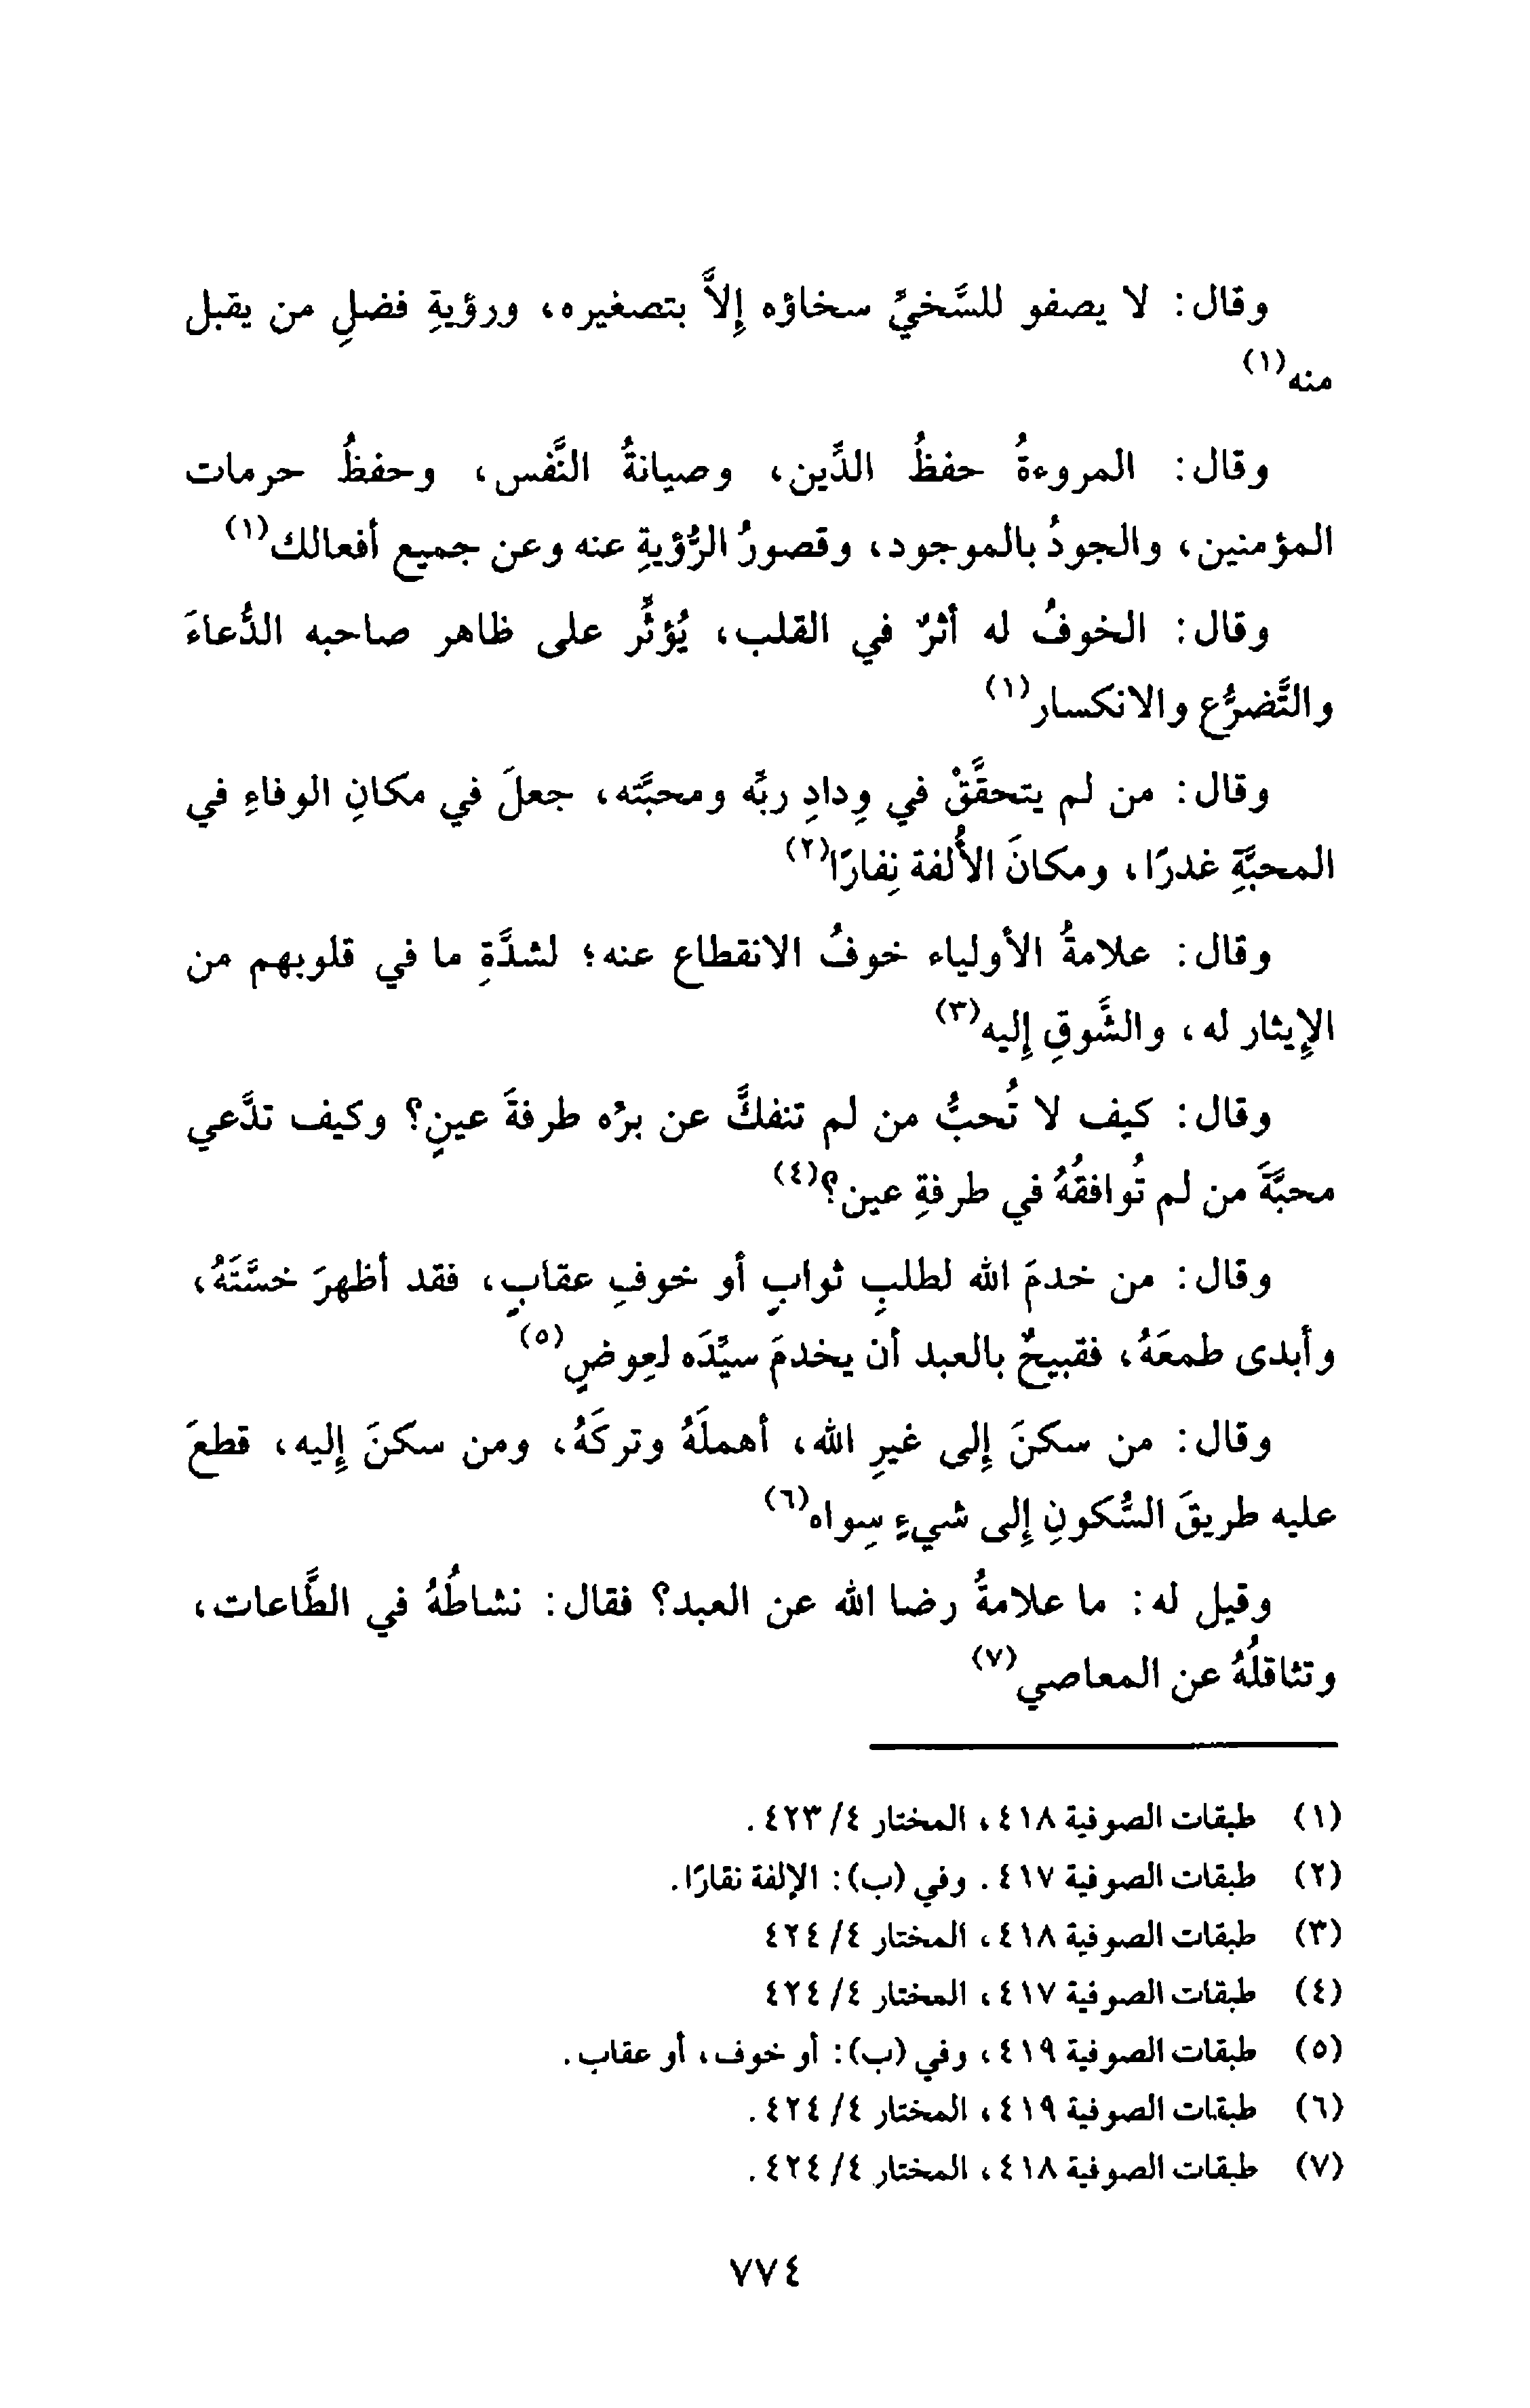 وقال: لا يصفو للسَّخيِّ سخاؤه إلاَّ بتصغيره، ورؤيةِ فضلِ من يقبل
منه(١)
وقال: المروءةُ حفظُ الدِّين، وصيانةُ النَّفس، وحفظُ حرمات
المؤمنين، والجودُ بالموجود، وقصورُ الرُّؤيةِ عنه وعن جميع أفعالك(١)
وقال: الخوفُ له أثرٌ في القلب، يُؤثِّر على ظاهر صاحبه الدُّعاءَ
والتَّضرُّع والانكسار(١)
وقال: من لم يتحقَّقْ في وِدادِ ربِّه ومحبَّته، جعلَ في مكانِ الوفاءِ في
المحبَّةِ غدرًا، ومكانَ الأُلفة نِفارًا(٢)
وقال: علامةُ الأولياء خوفُ الانقطاع عنه؛ لشدَّةِ ما في قلوبهم من
الإيثار له، والشَّوقِ إليه(٣)
وقال: كيف لا تُحبُّ من لم تنفكَّ عن برِّه طرفةَ عينٍ؟ وكيف تدَّعي
محبَّةَ من لم تُوافقُهُ في طرفةِ عين؟(٤)
وقال: من خدمَ الله لطلبِ ثوابٍ أو خوفِ عقابٍ، فقد أظهرَ خسَّتَهُ،
وأبدى طمعَهُ، فقبيحٌ بالعبد أن يخدمَ سيِّدَه لعِوضٍ(٥)
وقال: من سكنَ إلى غيرِ الله، أهملَهُ وتركَهُ، ومن سكنَ إليه، قطعَ
عليه طريقَ السُّكونِ إلى شيءٍ سِواه(٦)
وقيل له: ما علامةُ رضا الله عن العبد؟ فقال: نشاطُهُ في الطَّاعات،
وتثاقلُهُ عن المعاصي(٧)
(١) طبقات الصوفية ٤١٨، المختار ٤/ ٤٢٣.
(٢) طبقات الصوفية ٤١٧. وفي (ب): الإلفة نقارًا.
(٣) طبقات الصوفية ٤١٨، المختار ٤/ ٤٢٤
(٤) طبقات الصوفية ٤١٧، المختار ٤/ ٤٢٤
(٥) طبقات الصوفية ٤١٩، وفي (ب): أو خوف، أو عقاب.
(٦) طبقات الصوفية ٤١٩، المختار ٤/ ٤٢٤.
(٧) طبقات الصوفية ٤١٨، المختار ٤/ ٤٢٤.
٧٧٤